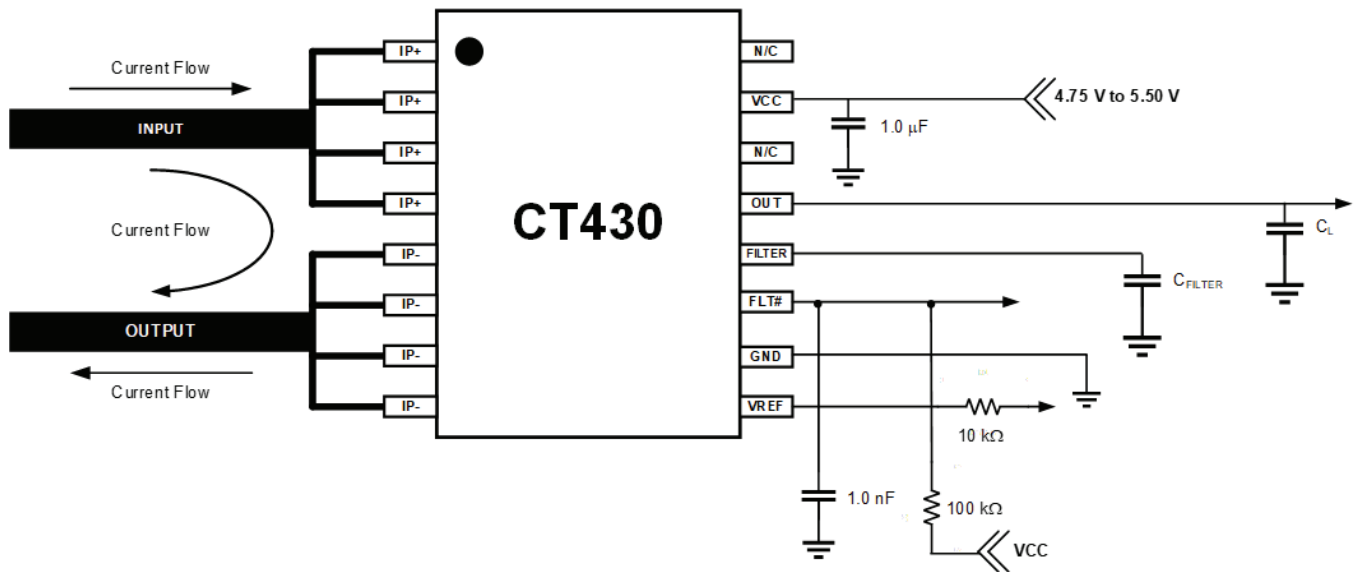 Current Flow
INPUT
Current Flow
OUTPUT
Current Flow
IP+
IP+
IP+
IP+
IP-
IP-
IP-
IP-
CT430
N/C
VCC
N/C
OUT
FILTER
FLT#
GND
VREF
4.75 V to 5.50 V
1.0 µF
CL
CFILTER
10 kΩ
1.0 nF
100 kΩ
VCC